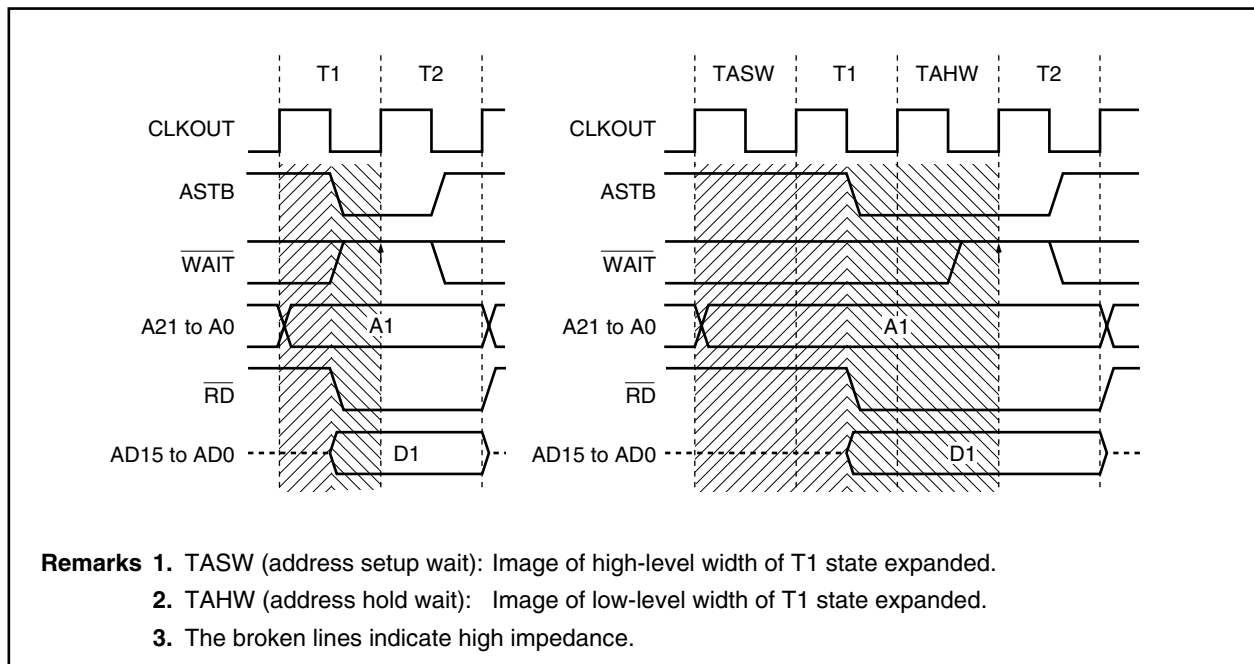 T1 T2 TASW T1 TAHW T2
CLKOUT CLKOUT
ASTB ASTB
WAIT WAIT
A21 to A0 A1 A21 to A0 A1
RD RD
AD15 to AD0 D1 AD15 to AD0 D1
Remarks 1. TASW (address setup wait): Image of high-level width of T1 state expanded.
2. TAHW (address hold wait): Image of low-level width of T1 state expanded.
3. The broken lines indicate high impedance.